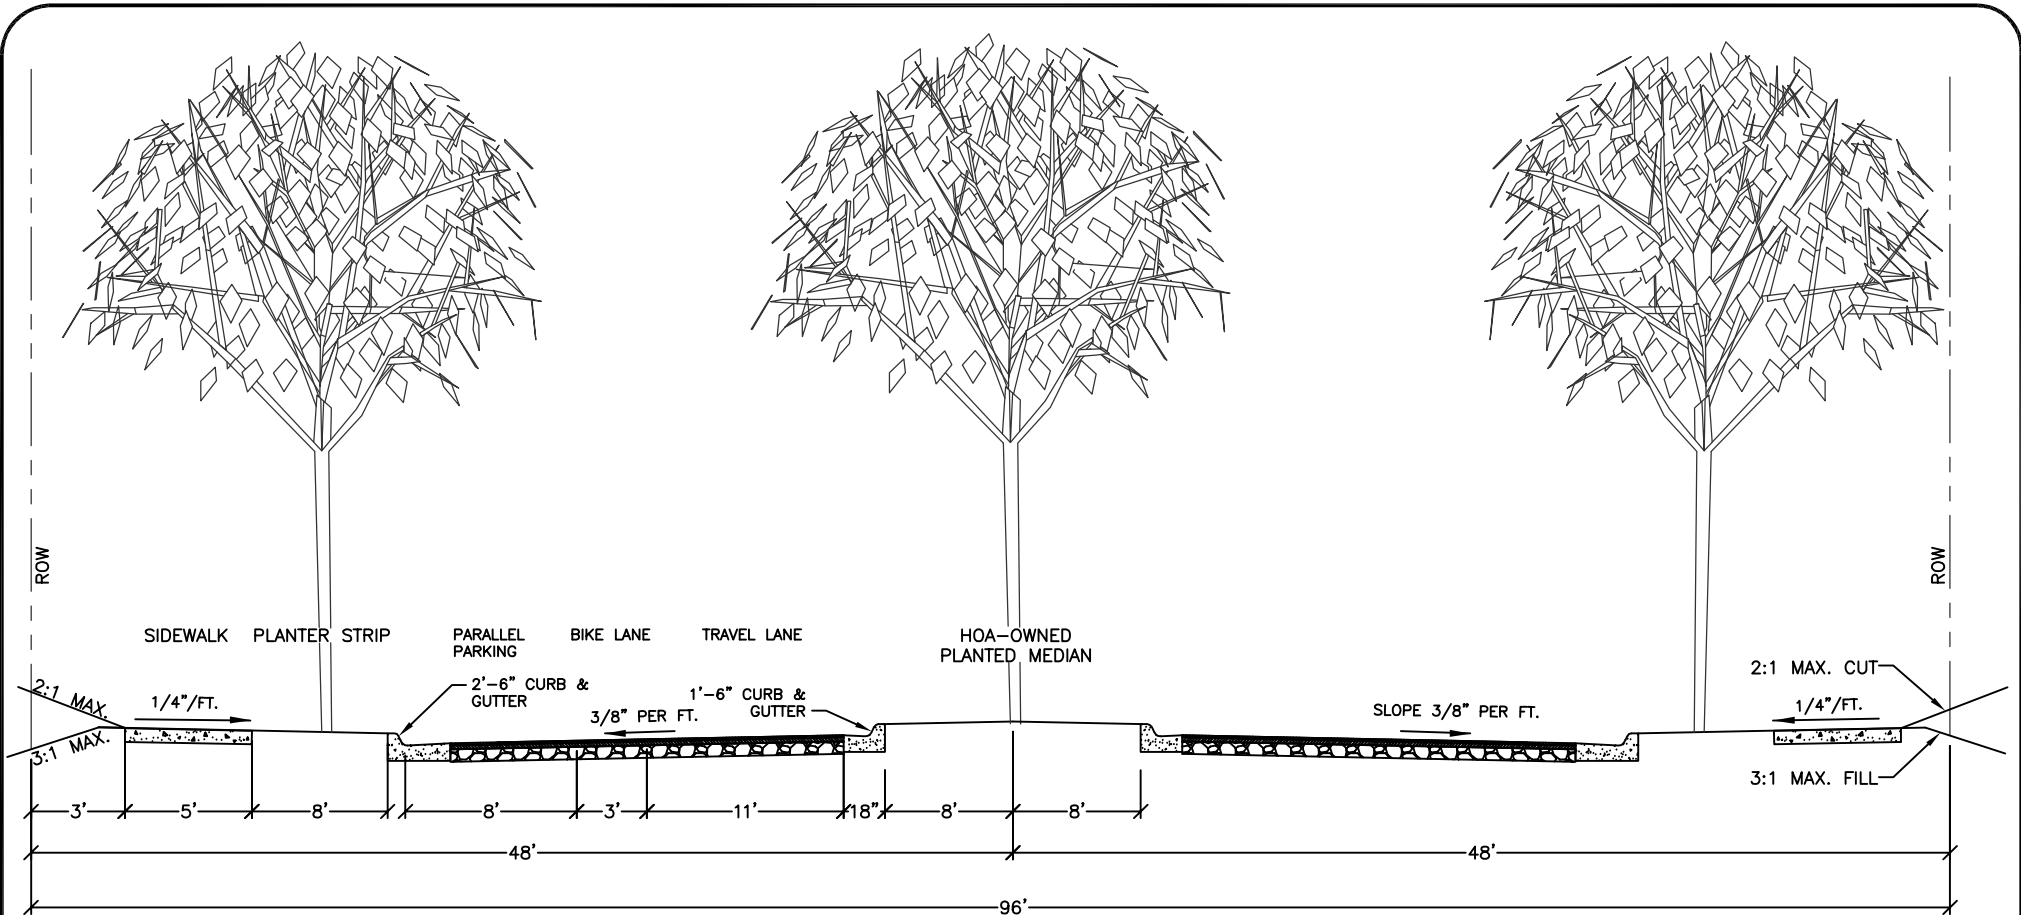 ROW
ROW
SIDEWALK
PLANTER STRIP
PARALLEL
PARKING
BIKE LANE
TRAVEL LANE
HOA-OWNED
PLANTED MEDIAN
2:1 MAX.
3:1 MAX.
1/4"/FT.
2'-6" CURB &
GUTTER
3/8" PER FT.
1'-6" CURB &
GUTTER
SLOPE 3/8" PER FT.
2:1 MAX. CUT
1/4"/FT.
3:1 MAX. FILL
3'
5'
8'
8'
3'
11'
18"
8'
8'
48'
48'
96'